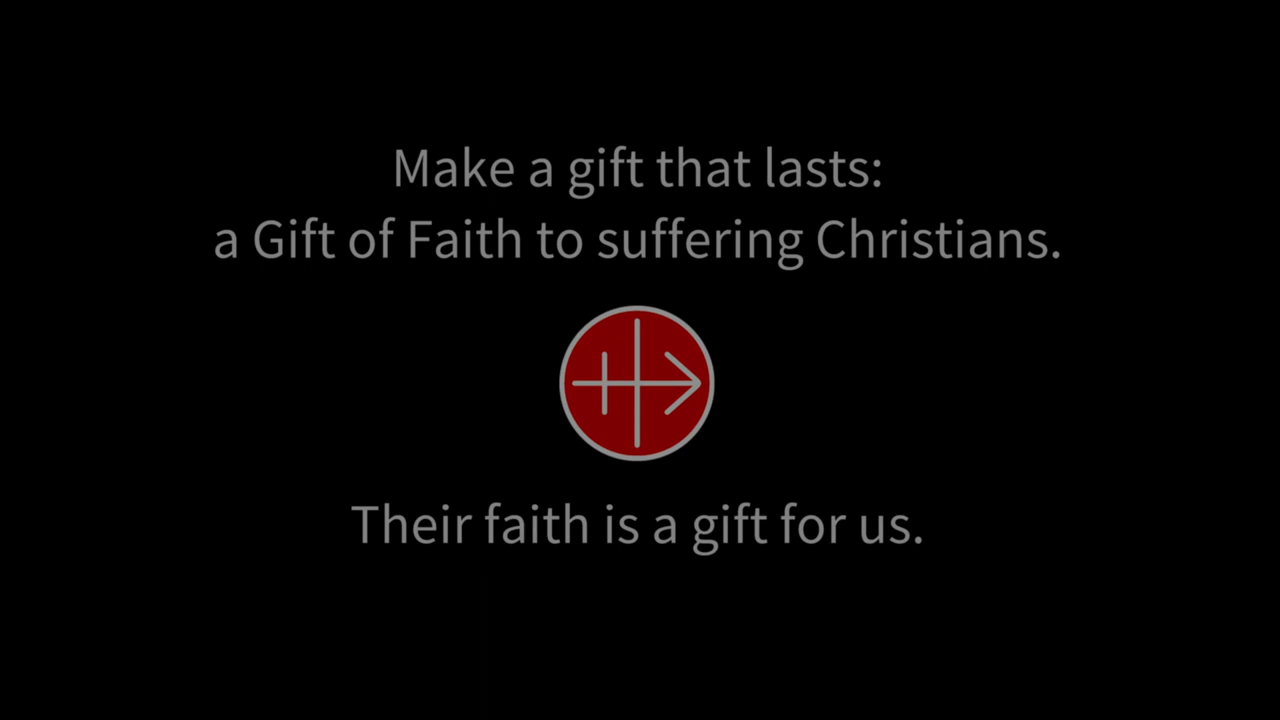 Make a gift that lasts:
a Gift of Faith to suffering Christians.
Their faith is a gift for us.